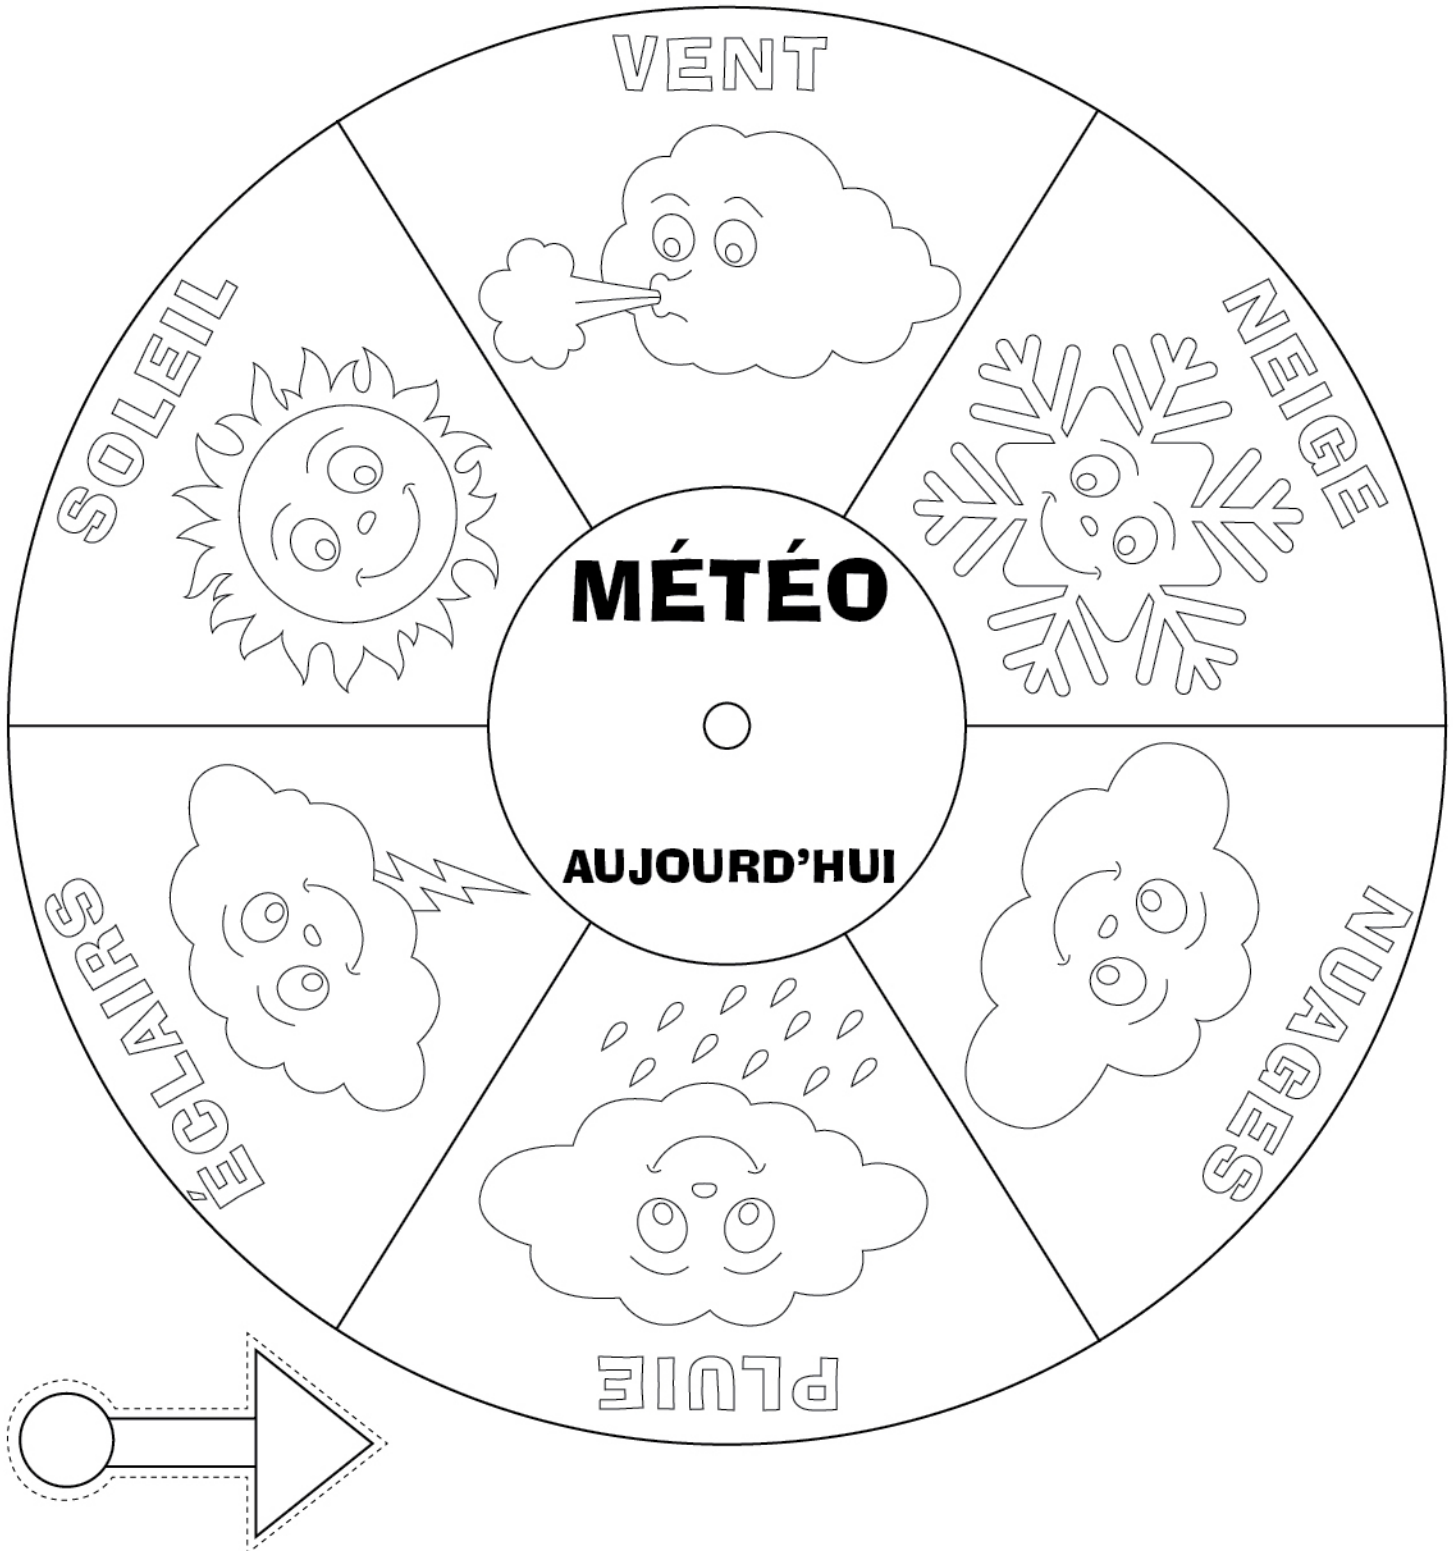 VENT
NEIGE
NUAGES
PLUIE
ÉCLAIRS
SOLEIL
MÉTÉO
AUJOURD'HUI